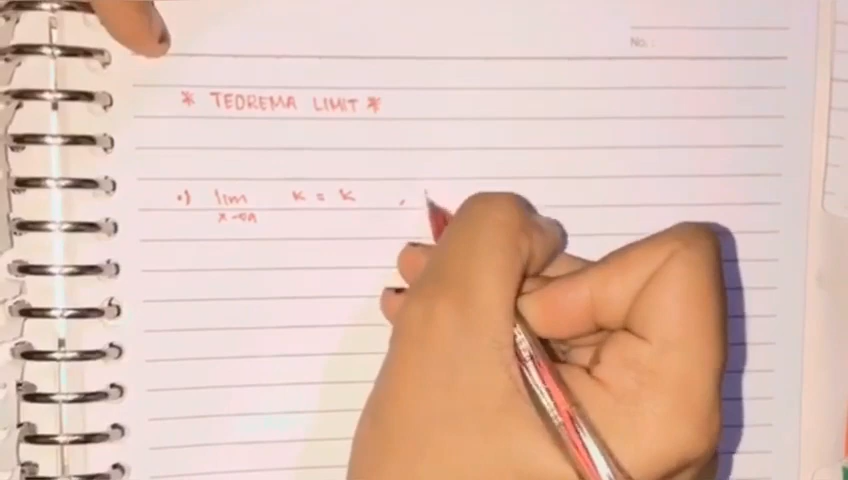 No :
* TEOREMA LIMIT *
•) lim K = K ,
x→a